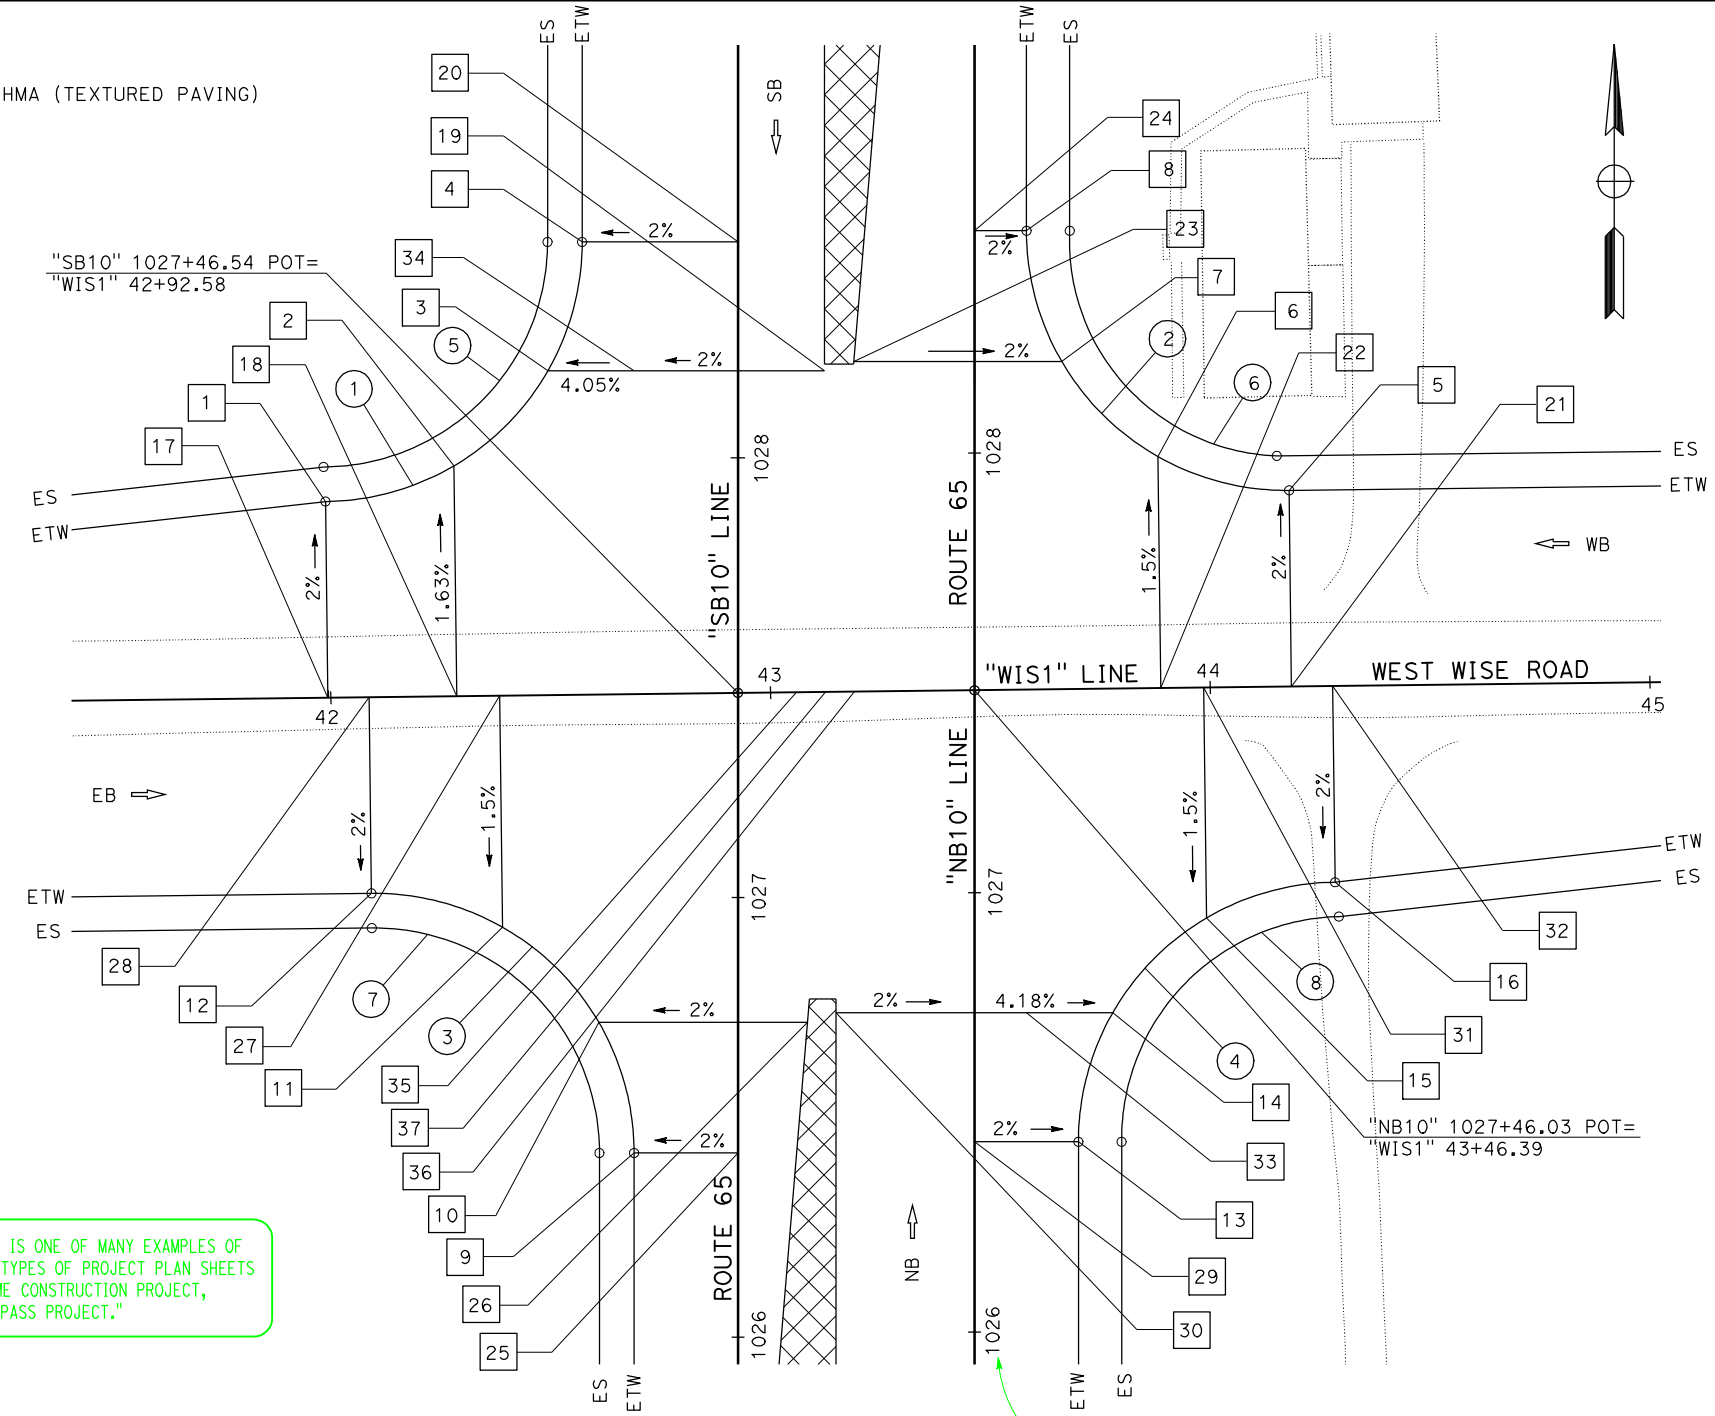 ES
ETW
ETW
ES
HMA (TEXTURED PAVING)
20
SB
24
19
8
4
2%
23
2%
34
"SB10" 1027+46.54 POT=
"WIS1" 42+92.58
7
3
6
2
2
5
2%
2%
22
18
4.05%
6
5
1
1
21
17
1028
1028
ES
ES
ETW
ETW
"SB10" LINE
ROUTE 65
WB
2%
1.63%
1.5%
2%
"WIS1" LINE
WEST WISE ROAD
43
44
42
45
EB
2%
1.5%
"NB10" LINE
1.5%
2%
ETW
ES
ETW
ES
1027
1027
32
28
16
12
7
8
2%
2%
4.18%
3
31
27
4
15
11
35
14
37
"NB10" 1027+46.03 POT=
"WIS1" 43+46.39
2%
2%
33
36
10
13
ROUTE 65
NB
9
29
IS ONE OF MANY EXAMPLES OF
TYPES OF PROJECT PLAN SHEETS
ME CONSTRUCTION PROJECT,
PASS PROJECT."
26
30
25
1026
1026
ES
ETW
ETW
ES